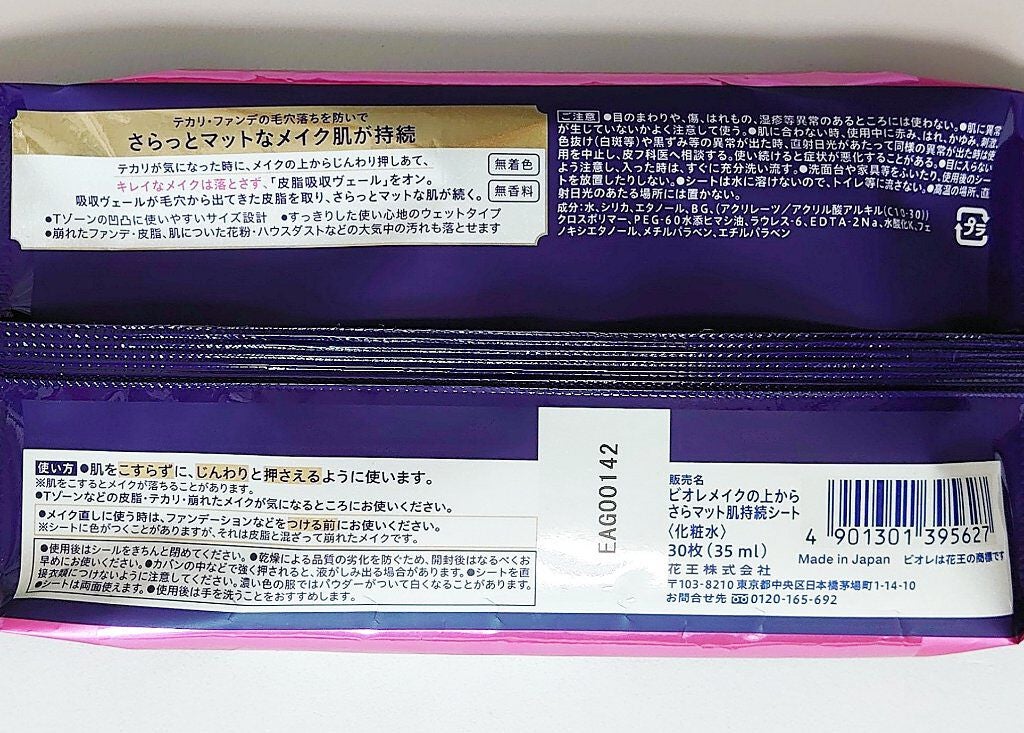 テカリ・ファンデの毛穴落ちを防いで
さらっとマットなメイク肌が持続
テカリが気になった時に、メイクの上からじんわり押しあて、
キレイなメイクは落とさず、「皮脂吸収ヴェール」をオン。
吸収ヴェールが毛穴から出てきた皮脂を取り、さらっとマットな肌が続く。
無着色
無香料
●Tゾーンの凹凸に使いやすいサイズ設計 ●すっきりした使い心地のウェットタイプ
●崩れたファンデ・皮脂、肌についた花粉・ハウスダストなどの大気中の汚れも落とせます
ご注意 ●目のまわりや、傷、はれもの、湿疹等異常のあるところには使わない。●肌に異常
が生じていないかよく注意して使う。●肌に合わない時、使用中に赤み、はれ、かゆみ、刺激、
色抜け(白斑等)や黒ずみ等の異常が出た時、直射日光があたって同様の異常が出た時は使
用を中止し、皮フ科医へ相談する。使い続けると症状が悪化することがある。●目に入らない
よう注意し、入った時は、すぐに充分洗い流す。●洗面台や家具等をふいたり、使用後のシー
トを放置したりしない。●シートは水に溶けないので、トイレ等に流さない。●高温の場所、直
射日光のあたる場所には置かない。
成分:水、シリカ、エタノール、BG、(アクリレーツ/アクリル酸アルキル(C10-30))
クロスポリマー、PEG-60水添ヒマシ油、ラウレス-6、EDTA-2Na、水酸化K、フェ
ノキシエタノール、メチルパラベン、エチルパラベン
プラ
使い方 ●肌をこすらずに、じんわりと押さえるように使います。
※肌をこするとメイクが落ちることがあります。
●Tゾーンなどの皮脂・テカリ・崩れたメイクが気になるところにお使いください。
●メイク直しに使う時は、ファンデーションなどをつける前にお使いください。
※シートに色がつくことがありますが、それは皮脂と混ざって崩れたメイクです。
●使用後はシールをきちんと閉めてください。●乾燥による品質の劣化を防ぐため、開封後はなるべくお
早めにお使いください。●カバンの中などで強く押されると、液がしみ出る場合があります。●シートを直
接衣類につけないように注意してください。濃い色の服ではパウダーがついて白くなることがあります。
●シートは両面使えます。●使用後は手を洗うことをおすすめします。
EAG00142
販売名
ビオレメイクの上から
さらマット肌持続シート
〈化粧水〉
30枚(35㎖)
花王株式会社
〒103-8210 東京都中央区日本橋茅場町1-14-10
お問合せ先 0120-165-692
4 901301 395627
Made in Japan ビオレは花王の商標です